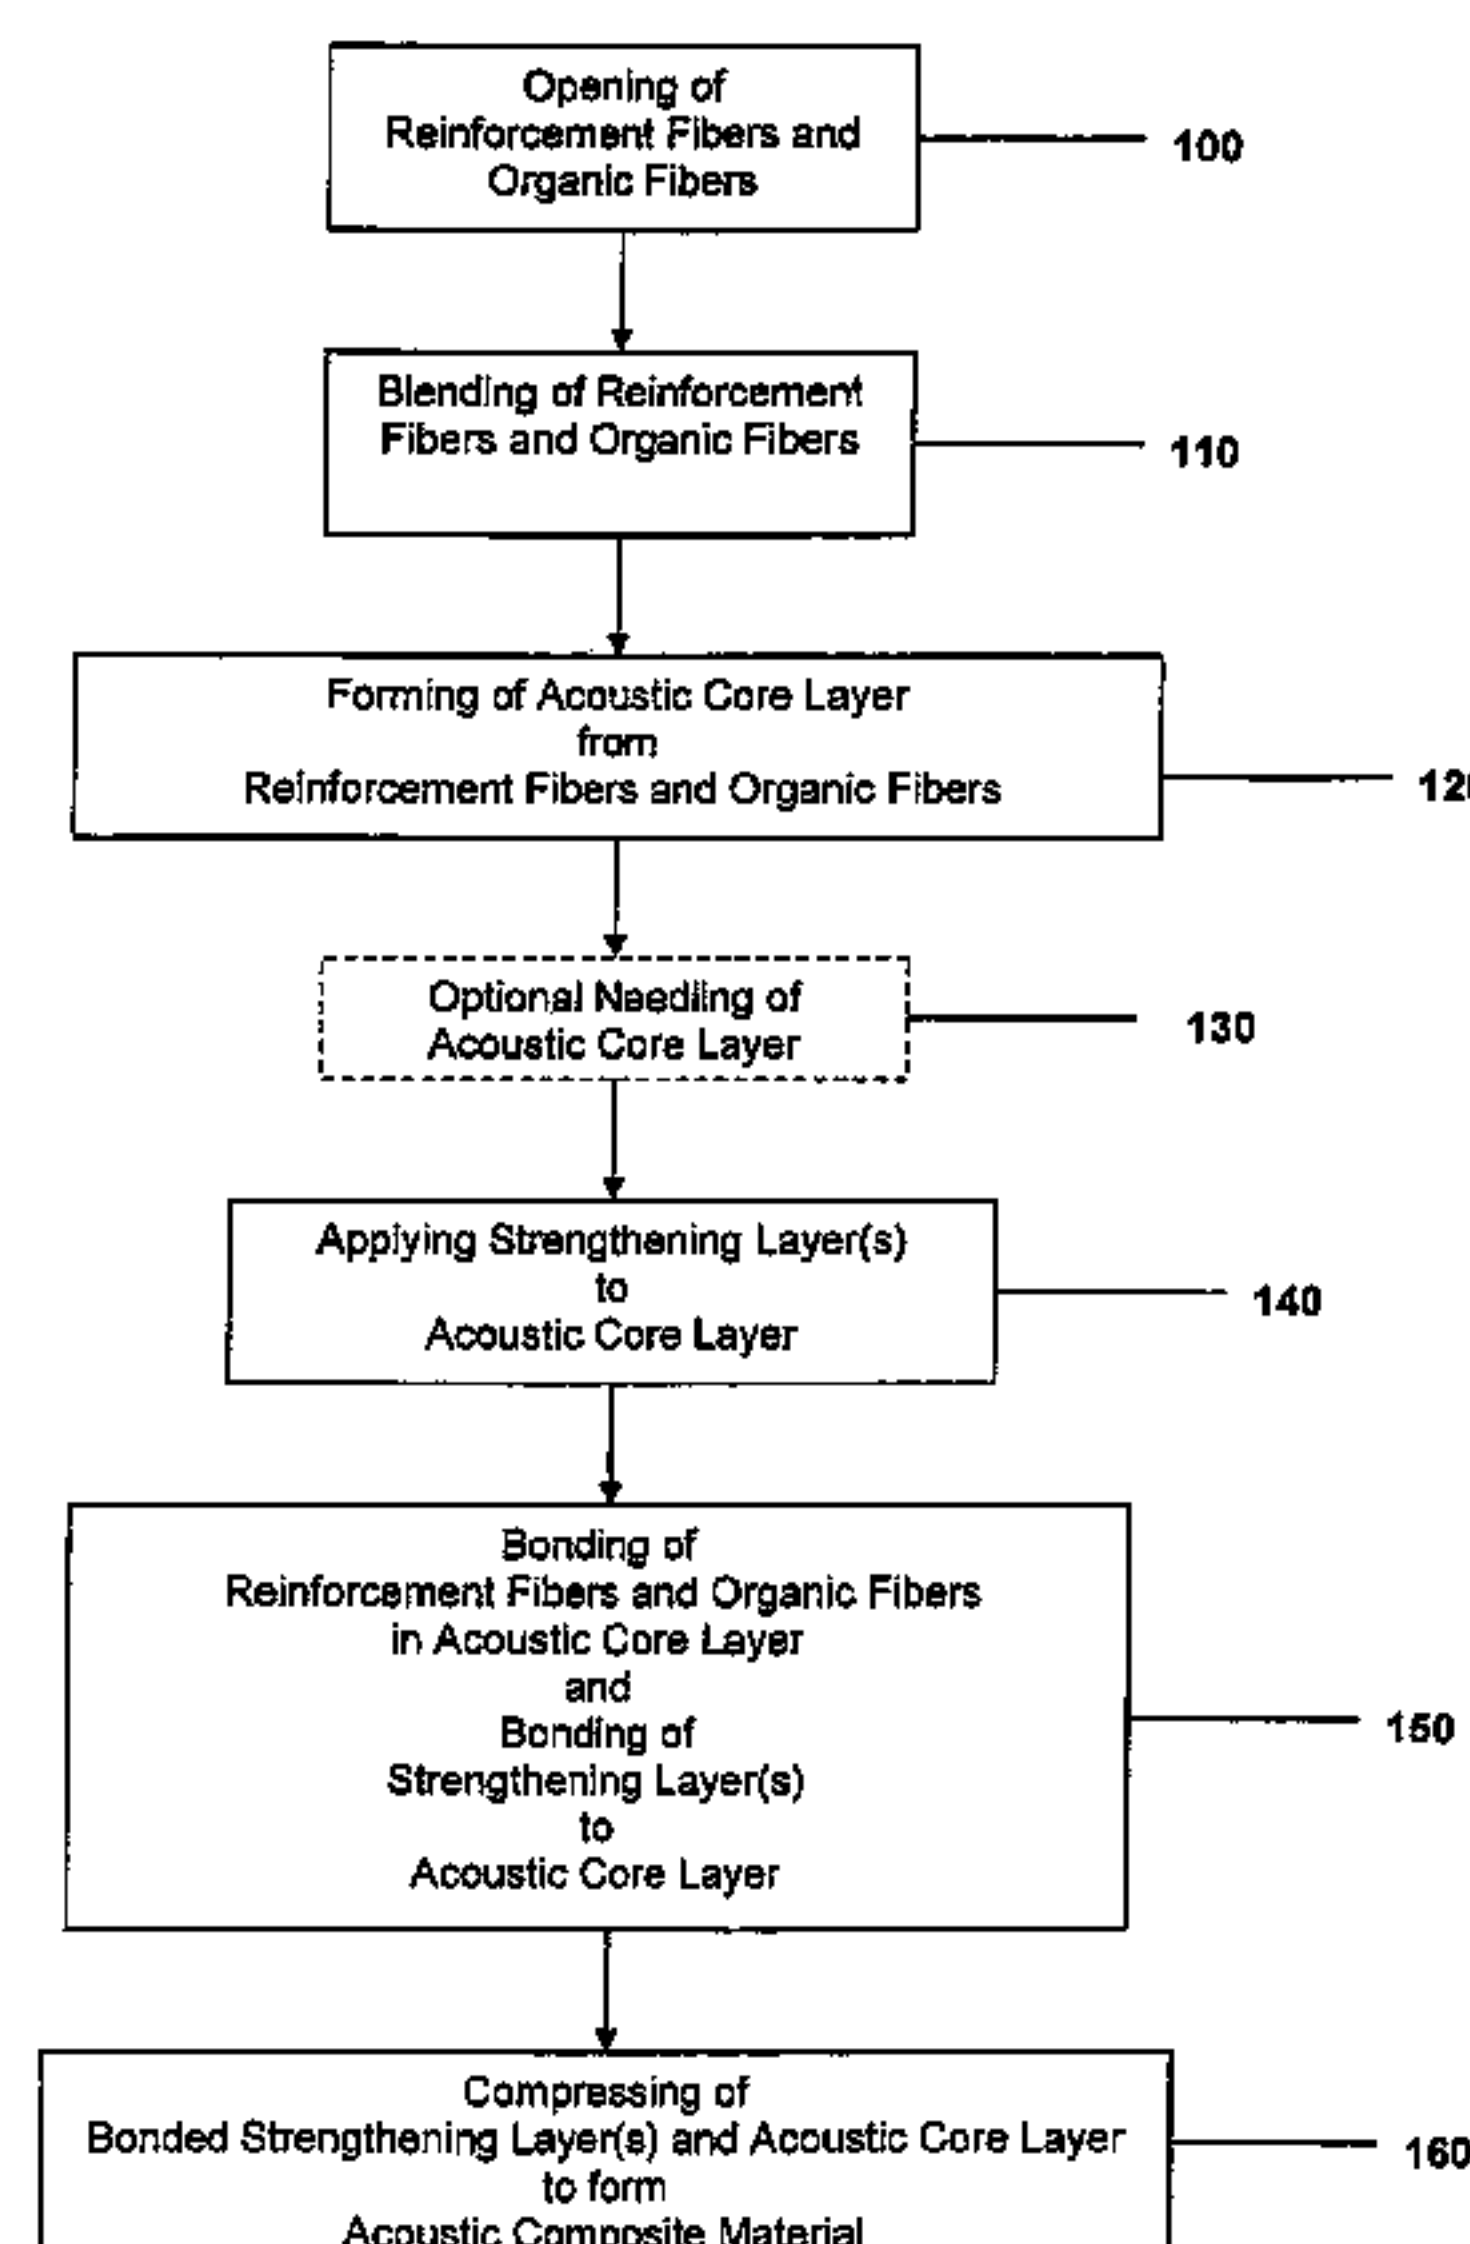 Opening of
Reinforcement Fibers and
Organic Fibers
100
Blending of Reinforcement
Fibers and Organic Fibers
110
Forming of Acoustic Core Layer
from
Reinforcement Fibers and Organic Fibers
120
Optional Needling of
Acoustic Core Layer
130
Applying Strengthening Layer(s)
to
Acoustic Core Layer
140
Bonding of
Reinforcement Fibers and Organic Fibers
in Acoustic Core Layer
and
Bonding of
Strengthening Layer(s)
to
Acoustic Core Layer
150
Compressing of
Bonded Strengthening Layer(s) and Acoustic Core Layer
to form
Acoustic Composite Material
160